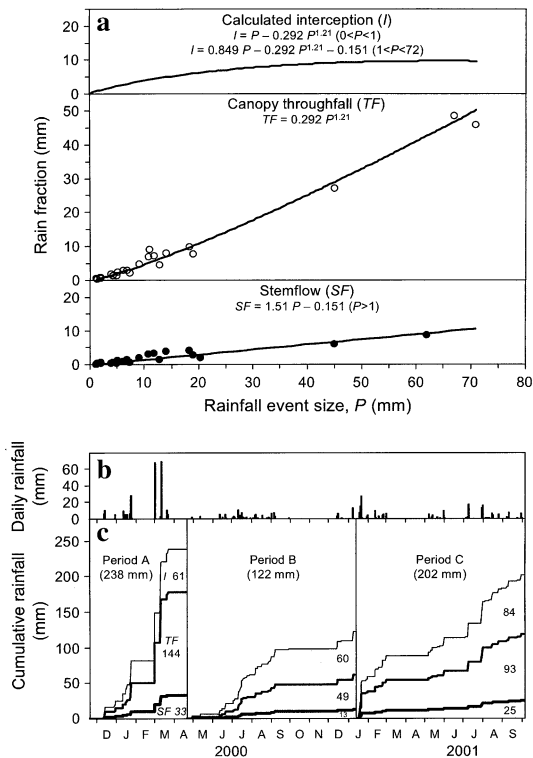 a
Calculated interception (I)
I = P – 0.292 P^1.21 (0<P<1)
I = 0.849 P – 0.292 P^1.21 – 0.151 (1<P<72)
20
10
0
Canopy throughfall (TF)
TF = 0.292 P^1.21
50
40
30
20
10
0
Rain fraction (mm)
Stemflow (SF)
SF = 1.51 P – 0.151 (P>1)
20
10
0
0 10 20 30 40 50 60 70 80
Rainfall event size, P (mm)
b
Daily rainfall
(mm)
60
40
20
0
c
Cumulative rainfall
(mm)
250
200
150
100
50
0
Period A
(238 mm)
I 61
TF
144
SF 33
Period B
(122 mm)
60
49
13
Period C
(202 mm)
84
93
25
D J F M A M J J A S O N D J F M A M J J A S
2000 2001